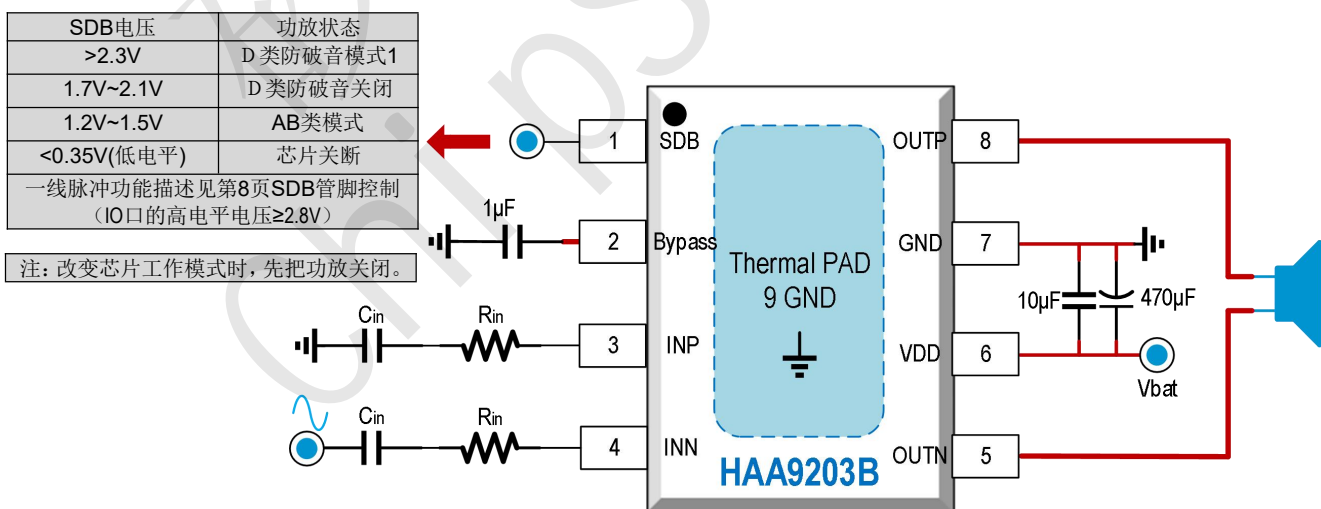 SDB电压 功放状态
>2.3V D类防破音模式1
1.7V~2.1V D类防破音关闭
1.2V~1.5V AB类模式
<0.35V(低电平) 芯片关断
一线脉冲功能描述见第8页SDB管脚控制
（IO口的高电平电压≥2.8V）
注：改变芯片工作模式时，先把功放关闭。
1 SDB
OUTP 8
1μF
2 Bypass
GND 7
Thermal PAD
9 GND
10μF
470μF
Cin Rin
3 INP
VDD 6
Vbat
Cin Rin
4 INN
OUTN 5
HAA9203B
Chips